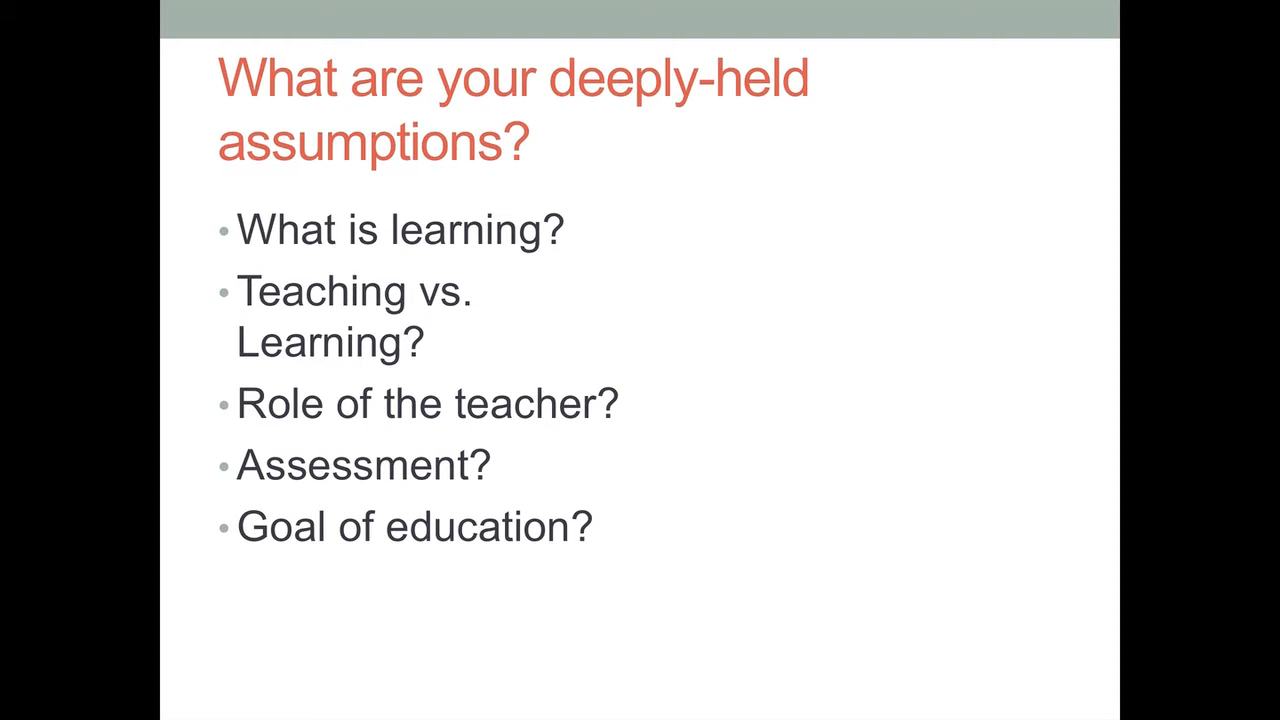 What are your deeply-held
assumptions?
• What is learning?
• Teaching vs.
Learning?
• Role of the teacher?
• Assessment?
• Goal of education?